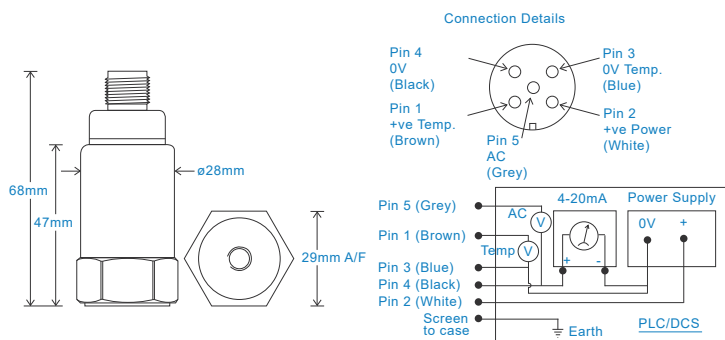 Connection Details
Pin 4
0V
(Black)
Pin 3
0V Temp.
(Blue)
Pin 1
+ve Temp.
(Brown)
Pin 2
+ve Power
(White)
Pin 5
AC
(Grey)
68mm
47mm
ø28mm
29mm A/F
Pin 5 (Grey)
Pin 1 (Brown)
Pin 3 (Blue)
Pin 4 (Black)
Pin 2 (White)
Screen
to case
AC
V
Temp
V
4-20mA
+ -
Power Supply
0V +
Earth
PLC/DCS